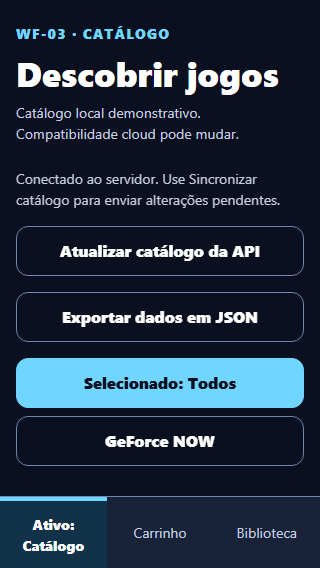 WF-03 · CATÁLOGO
Descobrir jogos
Catálogo local demonstrativo.
Compatibilidade cloud pode mudar.
Conectado ao servidor. Use Sincronizar
catálogo para enviar alterações pendentes.
Atualizar catálogo da API
Exportar dados em JSON
Selecionado: Todos
GeForce NOW
Ativo:
Catálogo
Carrinho
Biblioteca